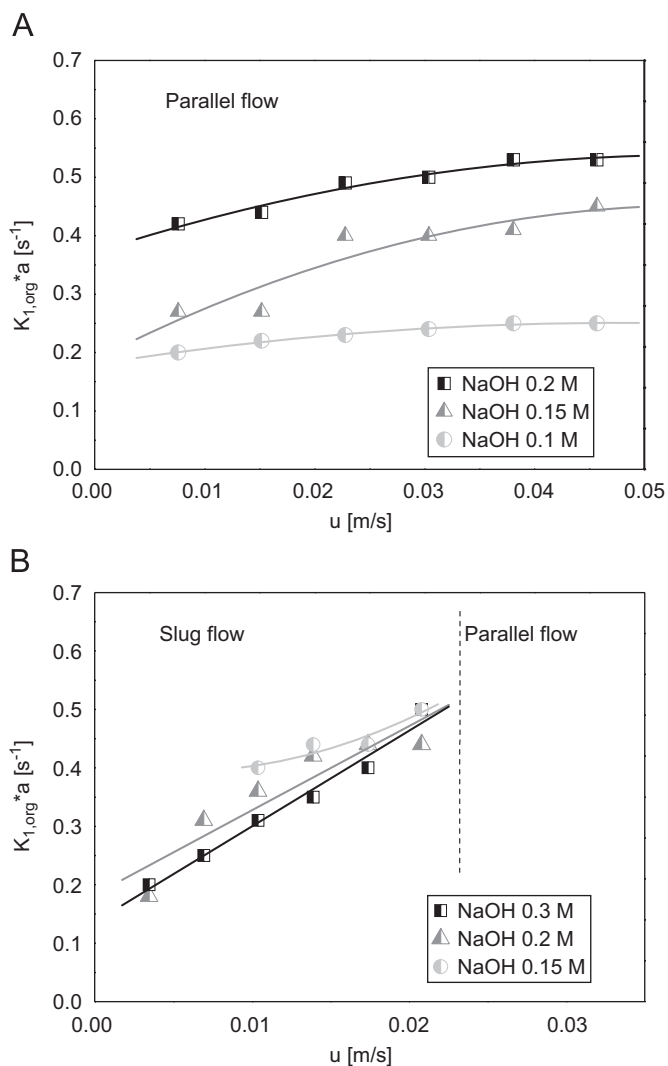 A
0.7
Parallel flow
0.6
0.5
0.4
K1,org*a [s-1]
0.3
0.2
NaOH 0.2 M
NaOH 0.15 M
0.1
NaOH 0.1 M
0.0
0.00 0.01 0.02 0.03 0.04 0.05
u [m/s]
B
0.7
Slug flow Parallel flow
0.6
0.5
0.4
K1,org*a [s-1]
0.3
0.2
NaOH 0.3 M
0.1
NaOH 0.2 M
NaOH 0.15 M
0.0
0.00 0.01 0.02 0.03
u [m/s]